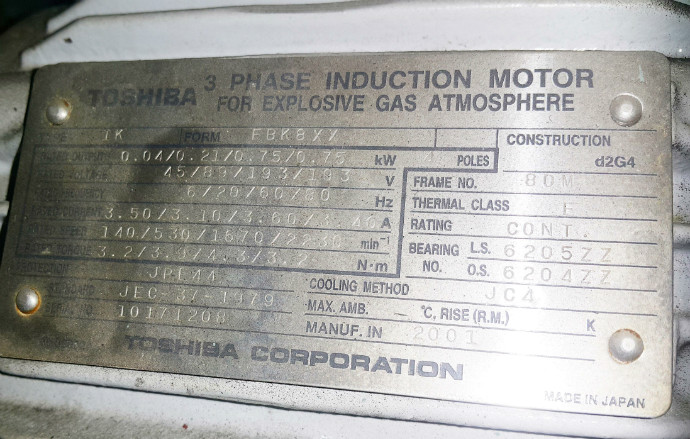 TOSHIBA 3 PHASE INDUCTION MOTOR
FOR EXPLOSIVE GAS ATMOSPHERE
TYPE IK FORM FBK8XX CONSTRUCTION
0.04/0.21/0.75/0.75 kW 4 POLES d2G4
45/89/193/193 V FRAME NO. 80M
6/20/60/80 Hz THERMAL CLASS F
3.50/3.10/3.60/3.40 A RATING CONT.
140/530/1670/2230 min⁻¹ BEARING L.S. 6205ZZ
3.2/3.9/4.3/3.2 N·m NO. O.S. 6204ZZ
JPE44 COOLING METHOD JC4
JEC-37-1979 MAX. AMB. °C, RISE (R.M.) K
10171208 MANUF. IN 2001
TOSHIBA CORPORATION
MADE IN JAPAN